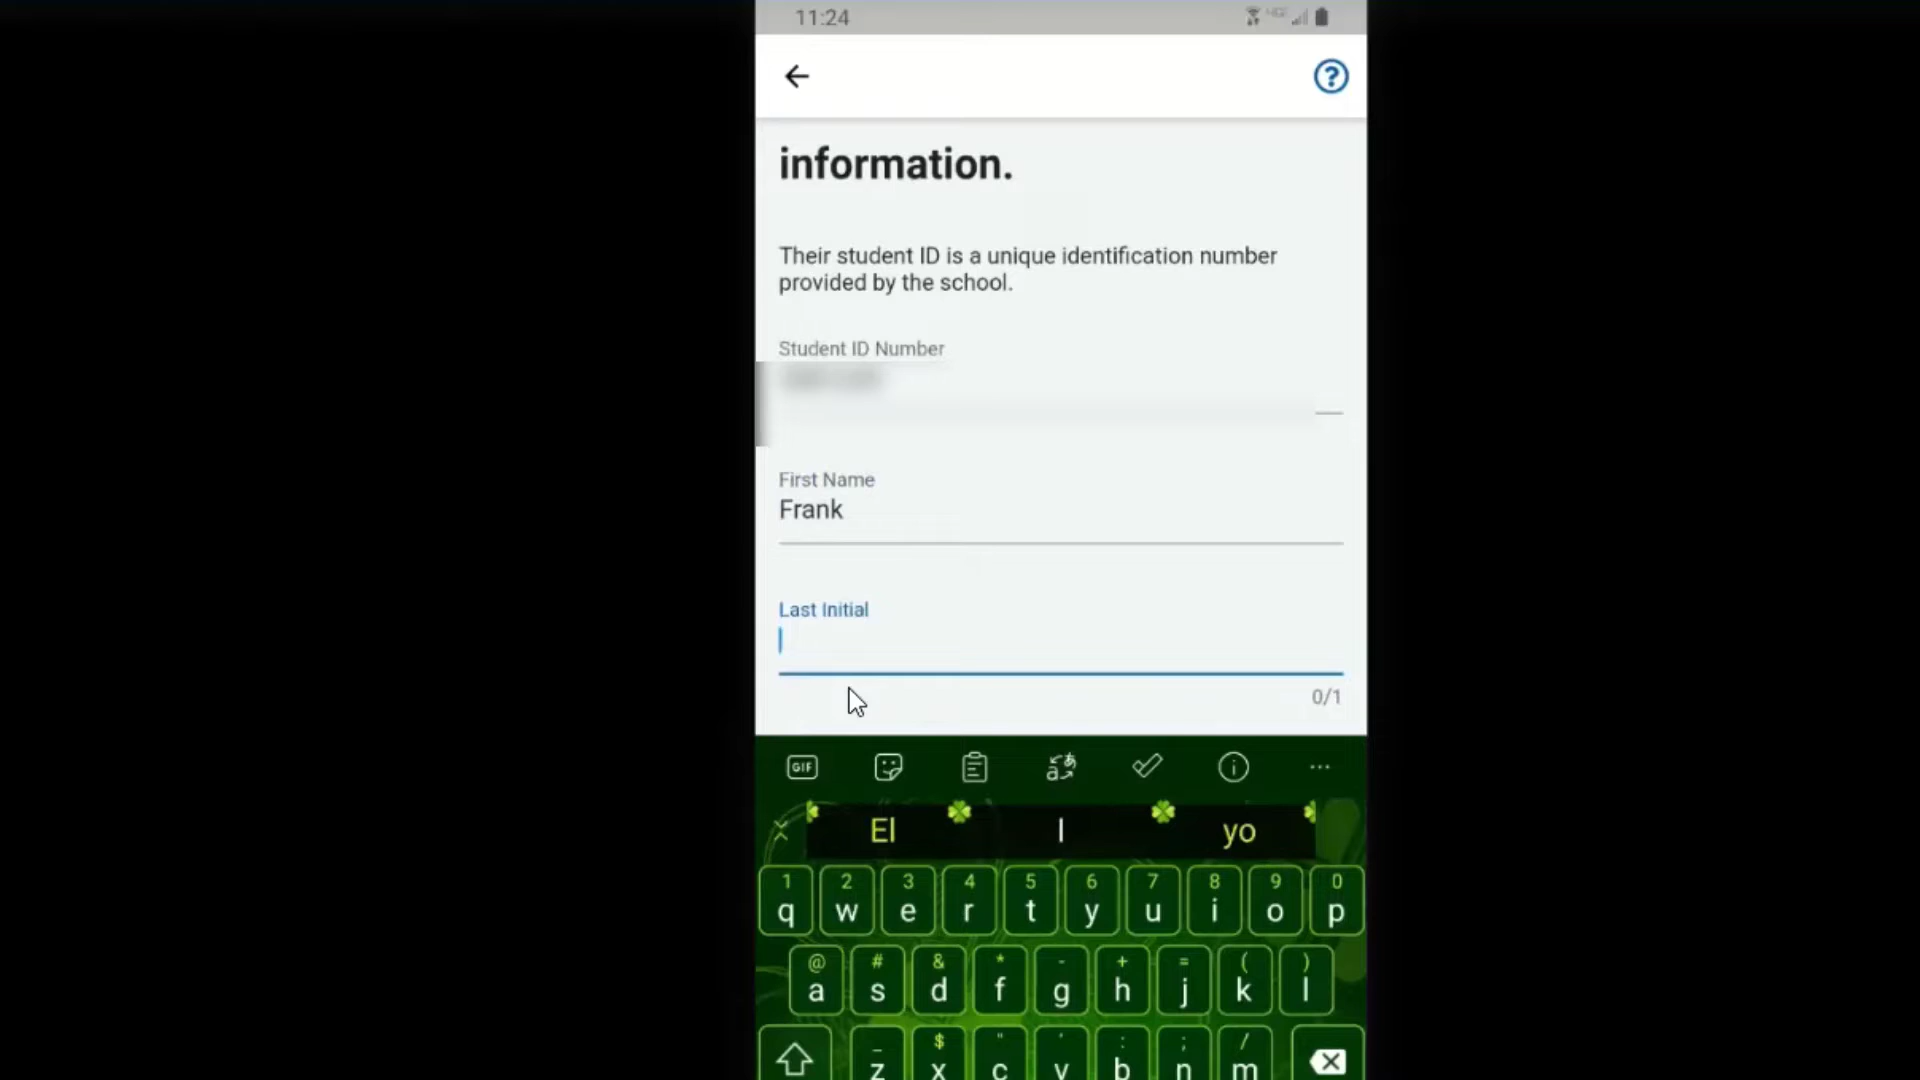 11:24
?
information.
Their student ID is a unique identification number
provided by the school.
Student ID Number
First Name
Frank
Last Initial
0/1
GIF
El I yo
1 2 3 4 5 6 7 8 9 0
q w e r t y u i o p
@ # & * - + = ( )
a s d f g h j k l
_ $ " ' : ; /
z x c v b n m